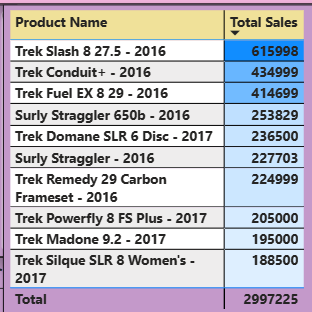 Product Name Total Sales
Trek Slash 8 27.5 - 2016 615998
Trek Conduit+ - 2016 434999
Trek Fuel EX 8 29 - 2016 414699
Surly Straggler 650b - 2016 253829
Trek Domane SLR 6 Disc - 2017 236500
Surly Straggler - 2016 227703
Trek Remedy 29 Carbon 224999
Frameset - 2016
Trek Powerfly 8 FS Plus - 2017 205000
Trek Madone 9.2 - 2017 195000
Trek Silque SLR 8 Women's - 188500
2017
Total 2997225